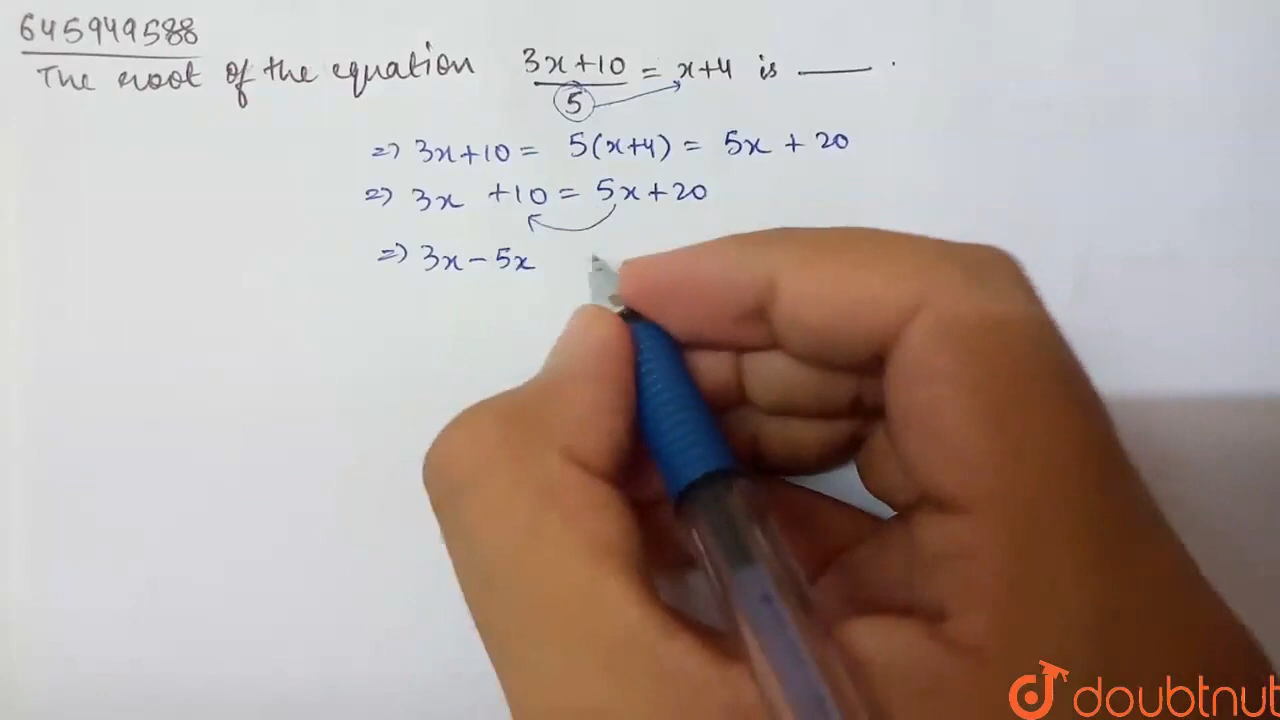 645949588
The root of the equation (3x+10)/5 = x+4 is ___ .
=> 3x+10 = 5(x+4) = 5x + 20
=> 3x +10 = 5x+20
=> 3x-5x
doubtnut